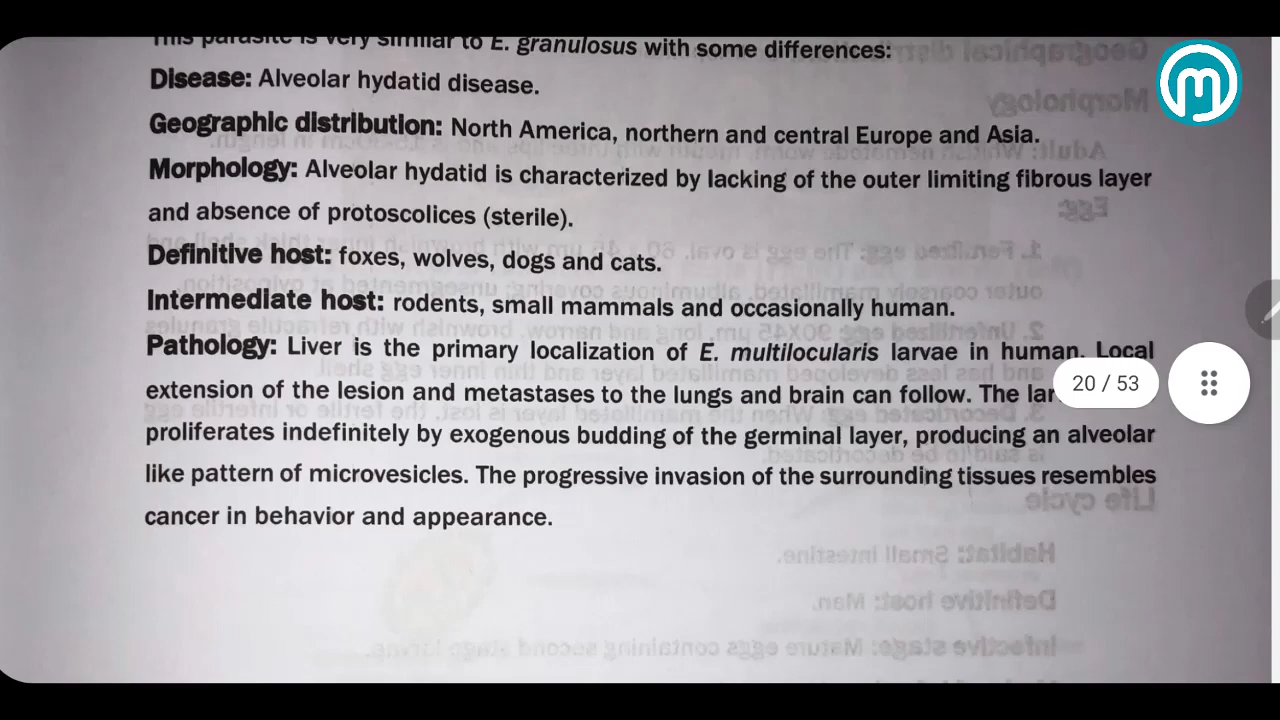 This parasite is very similar to E. granulosus with some differences:
Disease: Alveolar hydatid disease.
Geographic distribution: North America, northern and central Europe and Asia.
Morphology: Alveolar hydatid is characterized by lacking of the outer limiting fibrous layer
and absence of protoscolices (sterile).
Definitive host: foxes, wolves, dogs and cats.
Intermediate host: rodents, small mammals and occasionally human.
Pathology: Liver is the primary localization of E. multilocularis larvae in human. Local
extension of the lesion and metastases to the lungs and brain can follow. The
20 / 53
proliferates indefinitely by exogenous budding of the germinal layer, producing an alveolar
like pattern of microvesicles. The progressive invasion of the surrounding tissues resembles
cancer in behavior and appearance.